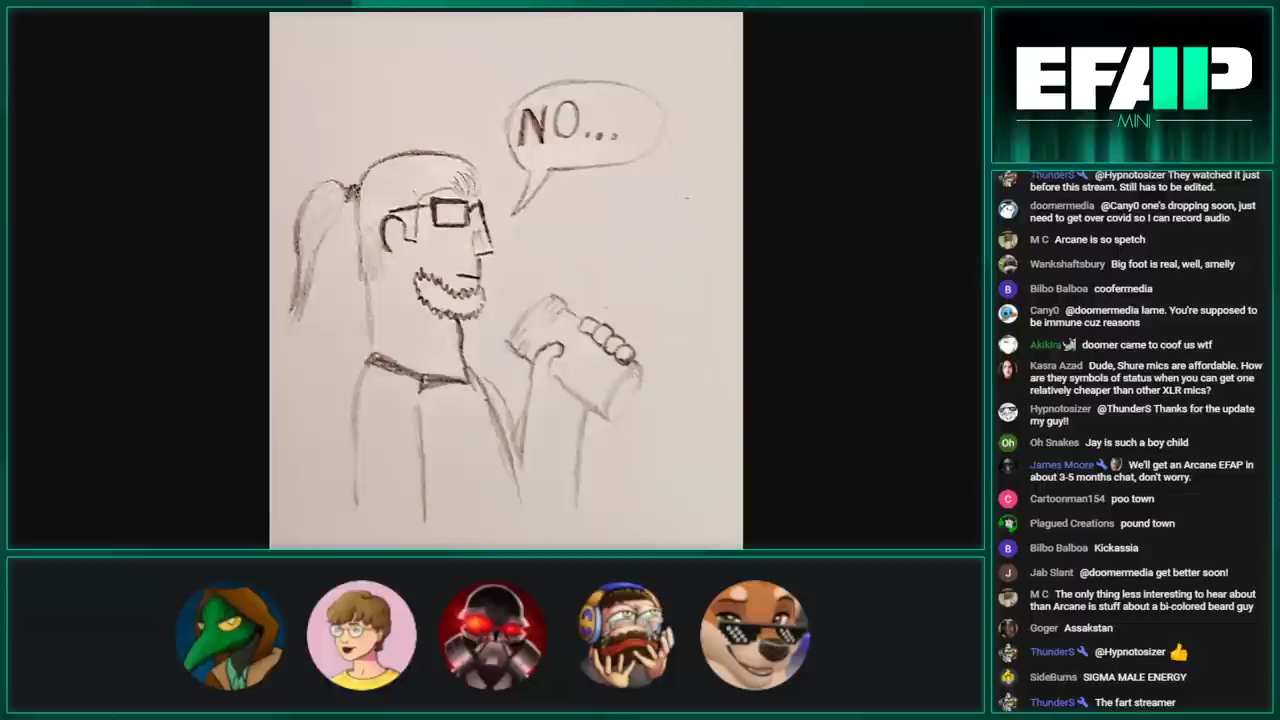 NO...
EFAP
MINI
ThunderS @Hypnotosizer They watched it just
before this stream. Still has to be edited.
doomermedia @Cany0 one's dropping soon, just
need to get over covid so I can record audio
M C Arcane is so spetch
Wankshaftsbury Big foot is real, well, smelly
B Bilbo Balboa coofermedia
Cany0 @doomermedia lame. You're supposed to
be immune cuz reasons
Akikira doomer came to coof us wtf
Kasra Azad Dude, Shure mics are affordable. How
are they symbols of status when you can get one
relatively cheaper than other XLR mics?
Hypnotosizer @ThunderS Thanks for the update
my guy!!
Oh Oh Snakes Jay is such a boy child
James Moore We'll get an Arcane EFAP in
about 3-5 months chat, don't worry.
C Cartoonman154 poo town
Plagued Creations pound town
B Bilbo Balboa Kickassia
J Jab Slant @doomermedia get better soon!
M C The only thing less interesting to hear about
than Arcane is stuff about a bi-colored beard guy
Goger Assakstan
ThunderS @Hypnotosizer 👍
SideBurns SIGMA MALE ENERGY
ThunderS The fart streamer